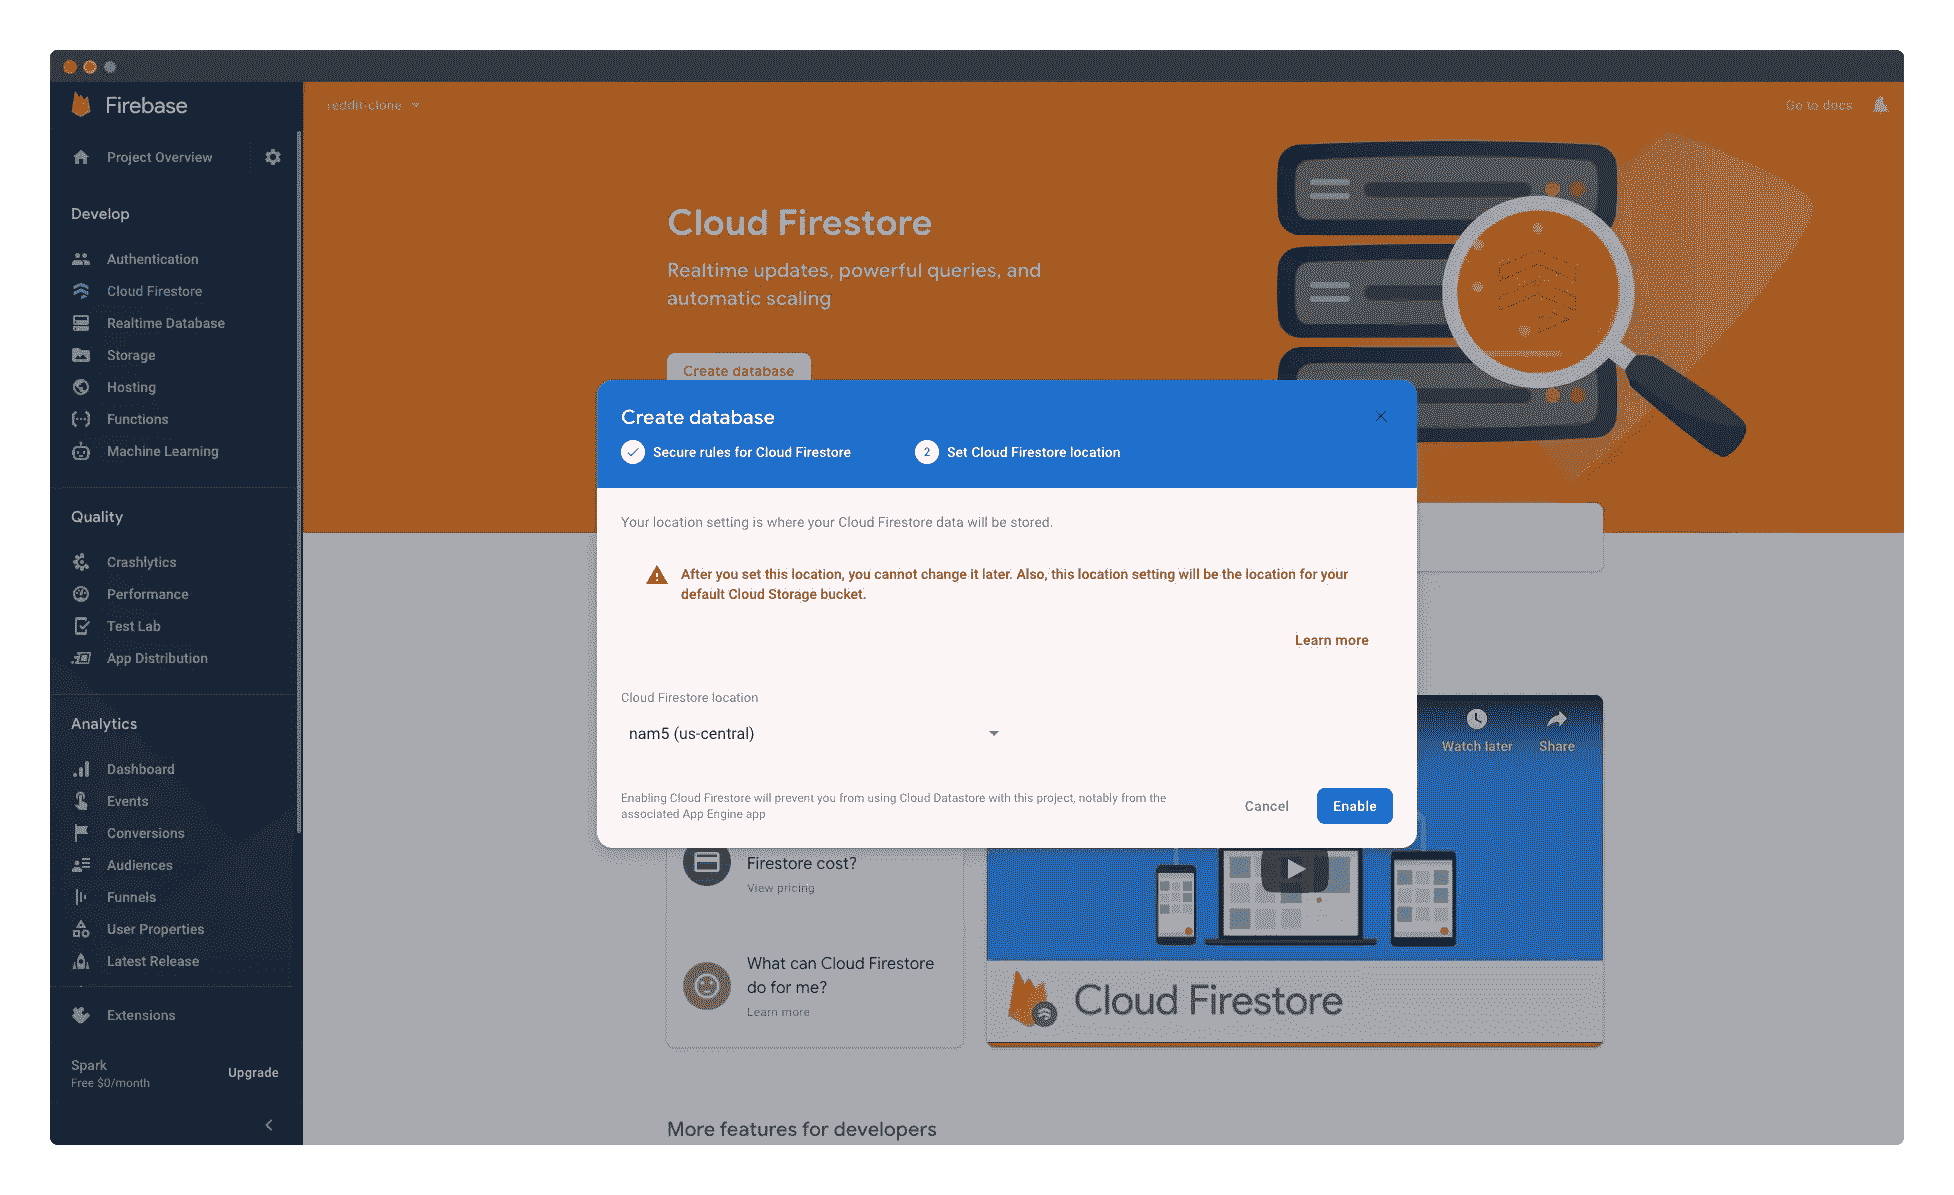 Firebase
Project Overview
Develop
Authentication
Cloud Firestore
Realtime Database
Storage
Hosting
Functions
Machine Learning
Quality
Crashlytics
Performance
Test Lab
App Distribution
Analytics
Dashboard
Events
Conversions
Audiences
Funnels
User Properties
Latest Release
Extensions
Spark
Free $0/month
Upgrade
reddit-clone
Go to docs
Cloud Firestore
Realtime updates, powerful queries, and
automatic scaling
Create database
Create database
Secure rules for Cloud Firestore
2 Set Cloud Firestore location
Your location setting is where your Cloud Firestore data will be stored.
After you set this location, you cannot change it later. Also, this location setting will be the location for your
default Cloud Storage bucket.
Learn more
Cloud Firestore location
nam5 (us-central)
Enabling Cloud Firestore will prevent you from using Cloud Datastore with this project, notably from the
associated App Engine app
Cancel
Enable
Watch later
Share
Firestore cost?
View pricing
What can Cloud Firestore
do for me?
Learn more
Cloud Firestore
More features for developers